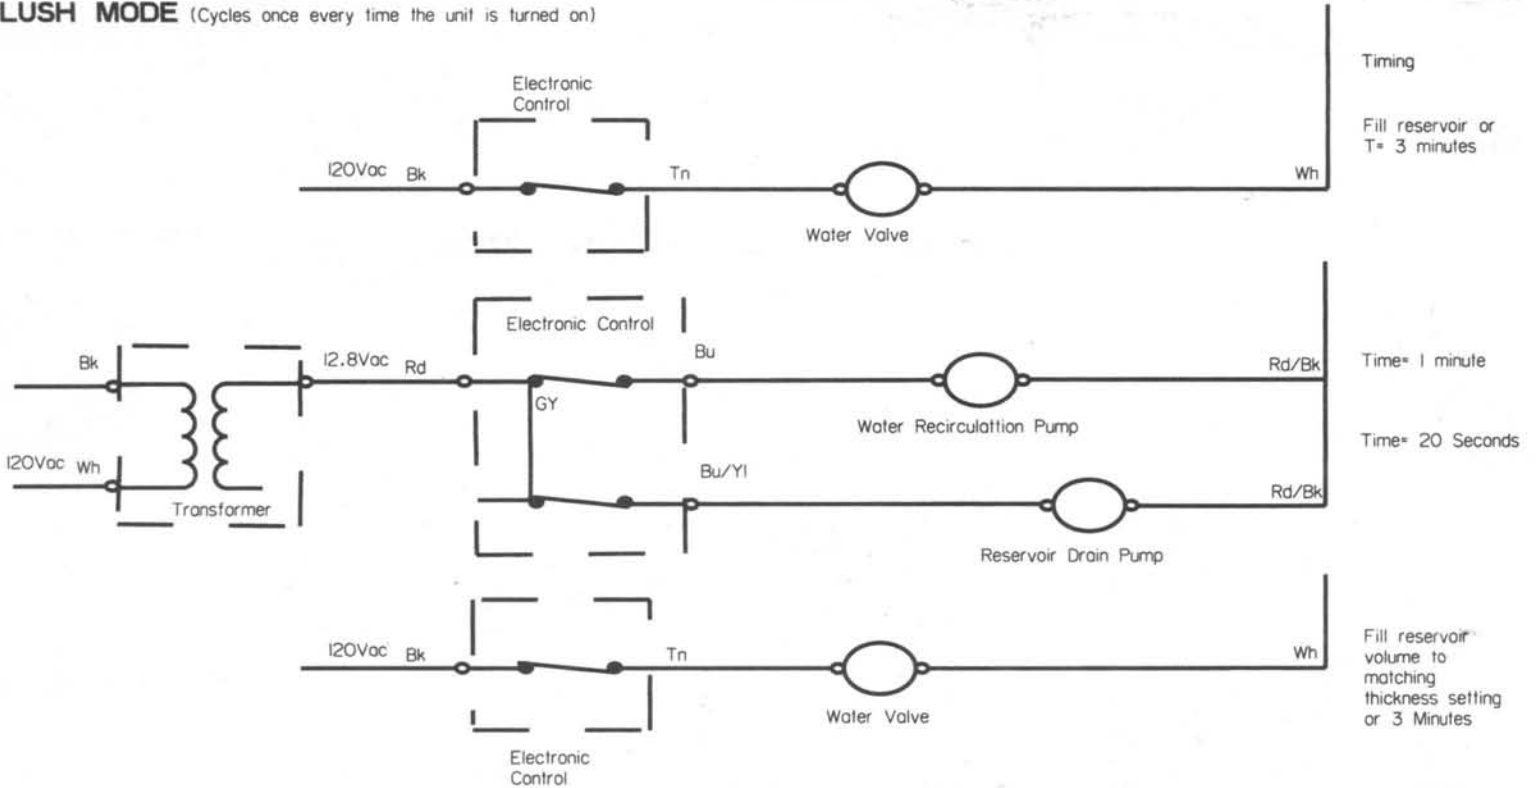 LUSH MODE (Cycles once every time the unit is turned on)
Timing
Electronic
Control
Fill reservoir or
T= 3 minutes
120Vac Bk
Tn
Wh
Water Valve
Electronic Control
Bk
12.8Vac Rd
Bu
Rd/Bk
Time= 1 minute
GY
Water Recirculattion Pump
Time= 20 Seconds
120Vac Wh
Bu/Yl
Rd/Bk
Transformer
Reservoir Drain Pump
120Vac Bk
Tn
Wh
Fill reservoir
volume to
matching
thickness setting
or 3 Minutes
Water Valve
Electronic
Control